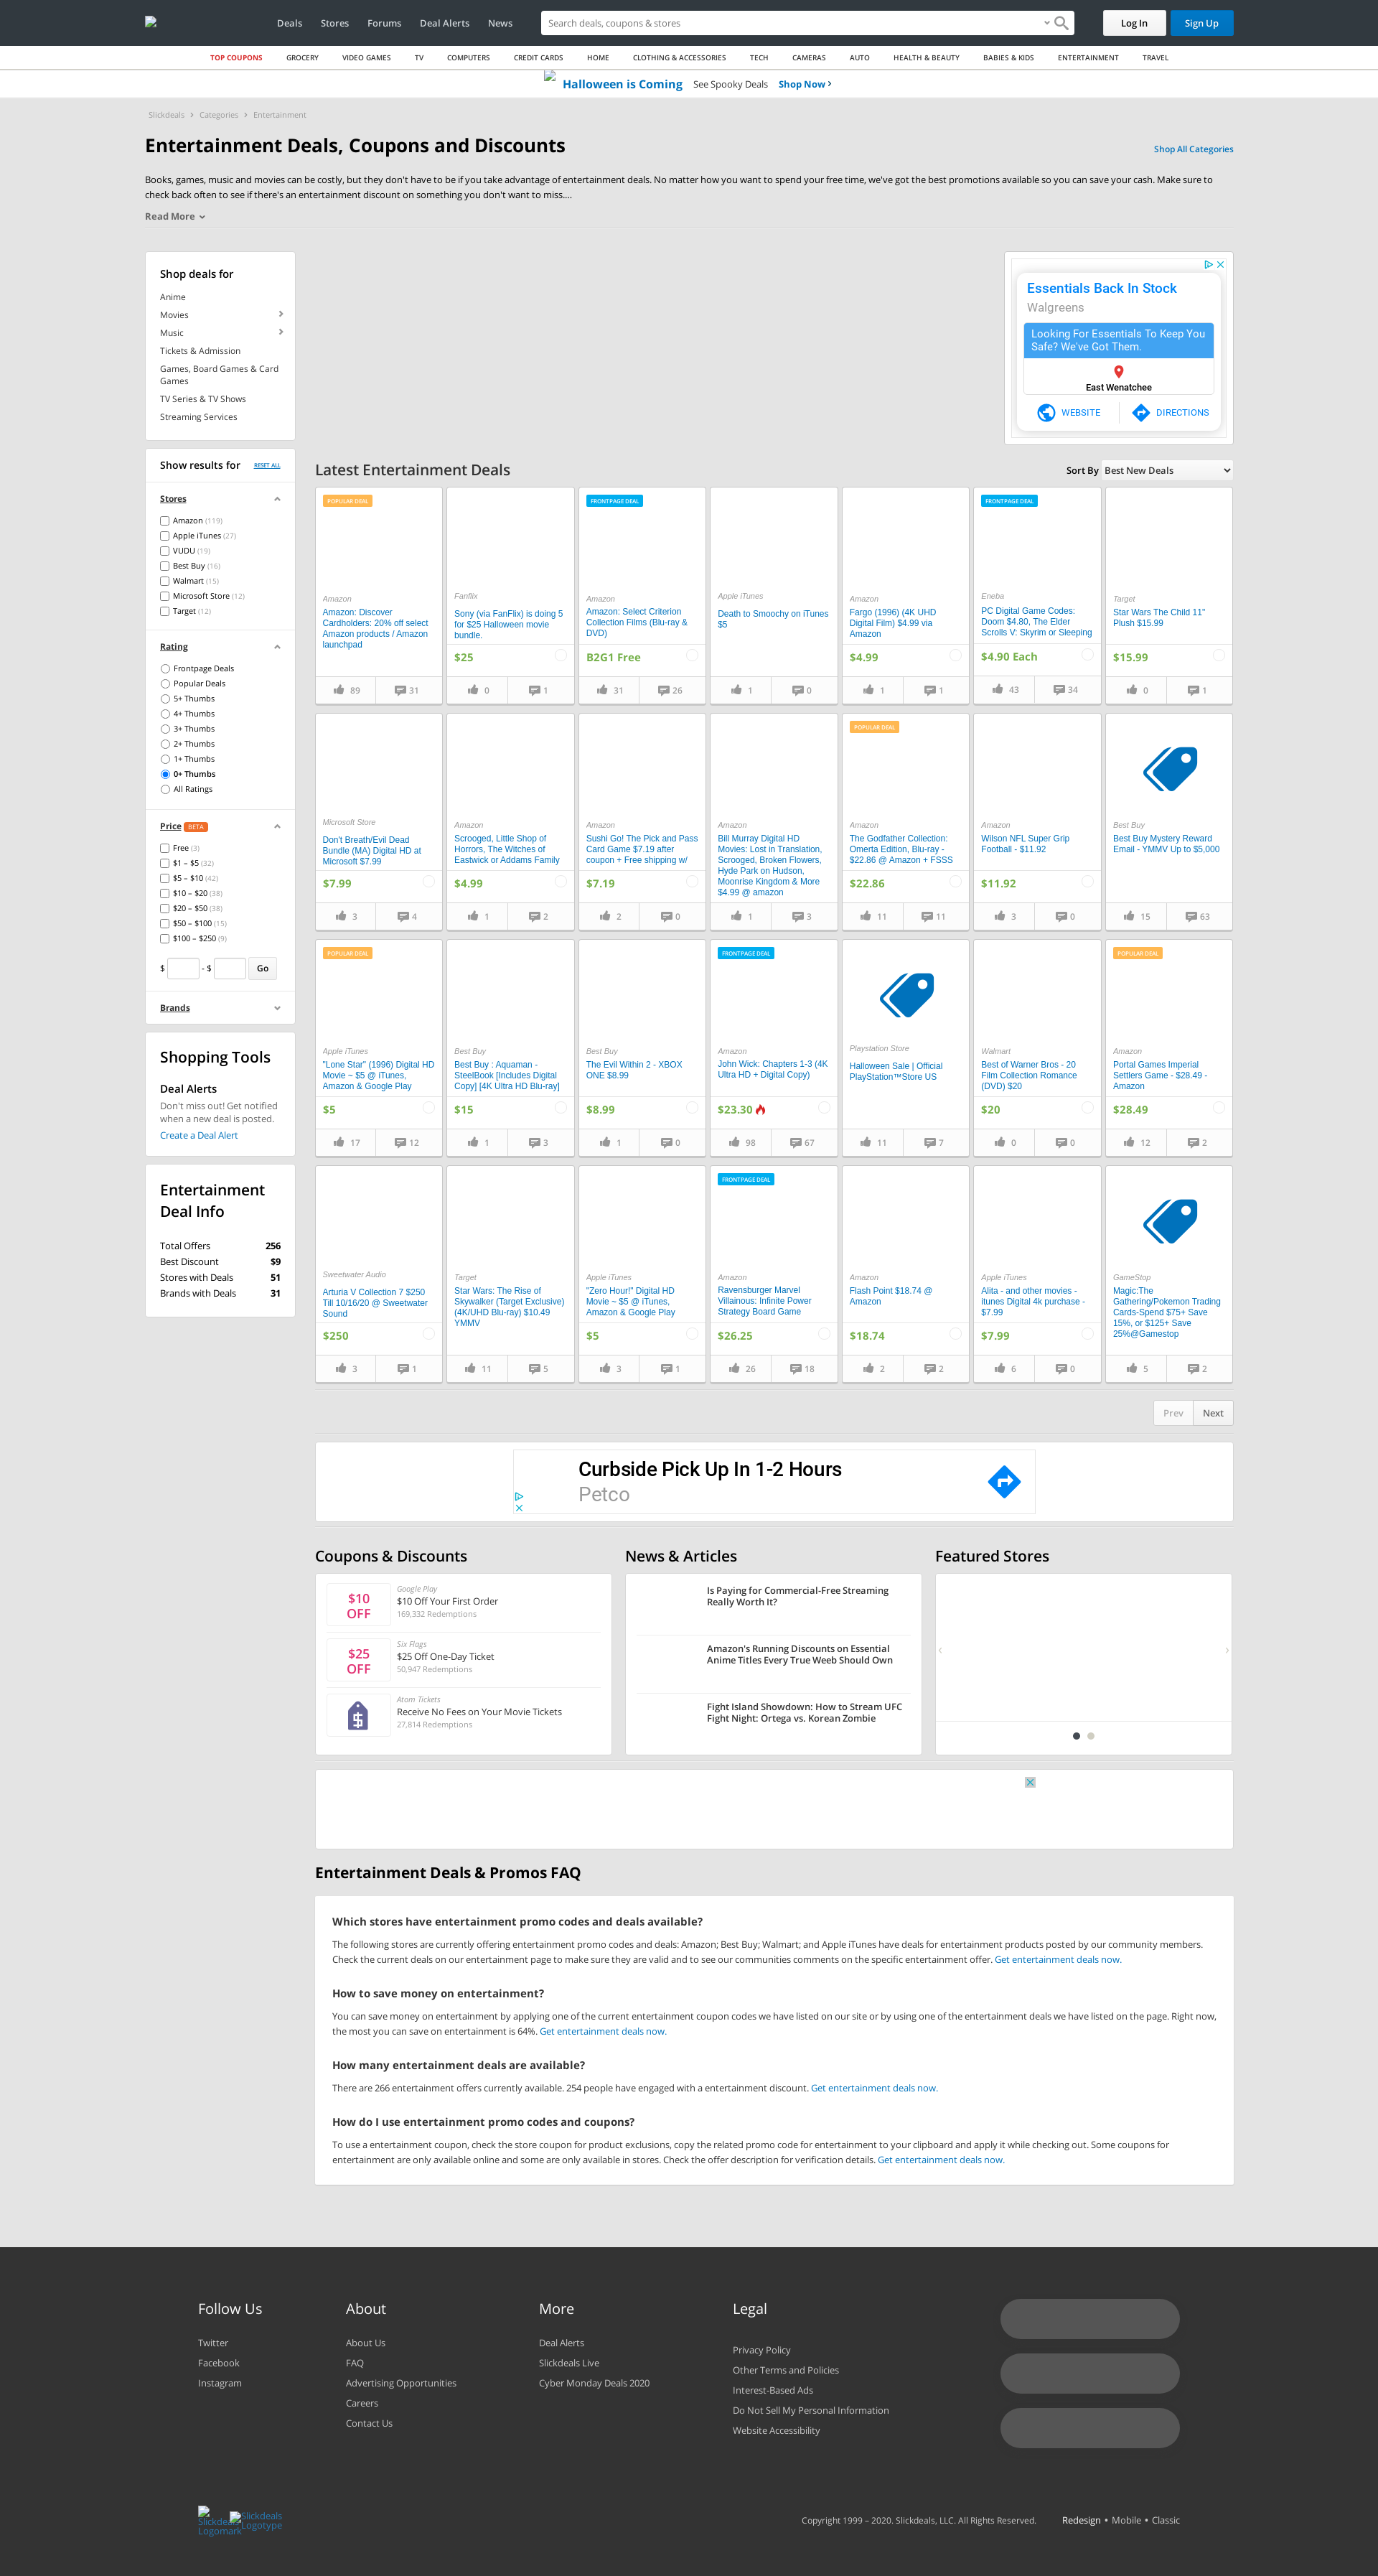 Deals Stores Forums Deal Alerts News
Search deals, coupons & stores
Log In Sign Up
TOP COUPONS GROCERY VIDEO GAMES TV COMPUTERS CREDIT CARDS HOME CLOTHING & ACCESSORIES TECH CAMERAS AUTO HEALTH & BEAUTY BABIES & KIDS ENTERTAINMENT TRAVEL
Halloween is Coming See Spooky Deals Shop Now
Slickdeals Categories Entertainment
Entertainment Deals, Coupons and Discounts
Shop All Categories
Books, games, music and movies can be costly, but they don't have to be if you take advantage of entertainment deals. No matter how you want to spend your free time, we've got the best promotions available so you can save your cash. Make sure to
check back often to see if there's an entertainment discount on something you don't want to miss....
Read More
Shop deals for
Anime
Movies
Music
Tickets & Admission
Games, Board Games & Card
Games
TV Series & TV Shows
Streaming Services
Essentials Back In Stock
Walgreens
Looking For Essentials To Keep You
Safe? We've Got Them.
East Wenatchee
WEBSITE DIRECTIONS
Show results for RESET ALL
Stores
Amazon (119)
Apple iTunes (27)
VUDU (19)
Best Buy (16)
Walmart (15)
Microsoft Store (12)
Target (12)
Rating
Frontpage Deals
Popular Deals
5+ Thumbs
4+ Thumbs
3+ Thumbs
2+ Thumbs
1+ Thumbs
0+ Thumbs
All Ratings
Price BETA
Free (3)
$1 – $5 (32)
$5 – $10 (42)
$10 – $20 (38)
$20 – $50 (38)
$50 – $100 (15)
$100 – $250 (9)
$ - $ Go
Brands
Shopping Tools
Deal Alerts
Don't miss out! Get notified
when a new deal is posted.
Create a Deal Alert
Entertainment
Deal Info
Total Offers 256
Best Discount $9
Stores with Deals 51
Brands with Deals 31
Latest Entertainment Deals
Sort By Best New Deals
POPULAR DEAL
Amazon
Amazon: Discover
Cardholders: 20% off select
Amazon products / Amazon
launchpad
89 31
Fanflix
Sony (via FanFlix) is doing 5
for $25 Halloween movie
bundle.
$25
0 1
FRONTPAGE DEAL
Amazon
Amazon: Select Criterion
Collection Films (Blu-ray &
DVD)
B2G1 Free
31 26
Apple iTunes
Death to Smoochy on iTunes
$5
1 0
Amazon
Fargo (1996) (4K UHD
Digital Film) $4.99 via
Amazon
$4.99
1 1
FRONTPAGE DEAL
Eneba
PC Digital Game Codes:
Doom $4.80, The Elder
Scrolls V: Skyrim or Sleeping
$4.90 Each
43 34
Target
Star Wars The Child 11"
Plush $15.99
$15.99
0 1
Microsoft Store
Don't Breath/Evil Dead
Bundle (MA) Digital HD at
Microsoft $7.99
$7.99
3 4
Amazon
Scrooged, Little Shop of
Horrors, The Witches of
Eastwick or Addams Family
$4.99
1 2
Amazon
Sushi Go! The Pick and Pass
Card Game $7.19 after
coupon + Free shipping w/
$7.19
2 0
Amazon
Bill Murray Digital HD
Movies: Lost in Translation,
Scrooged, Broken Flowers,
Hyde Park on Hudson,
Moonrise Kingdom & More
$4.99 @ amazon
1 3
POPULAR DEAL
Amazon
The Godfather Collection:
Omerta Edition, Blu-ray -
$22.86 @ Amazon + FSSS
$22.86
11 11
Amazon
Wilson NFL Super Grip
Football - $11.92
$11.92
3 0
Best Buy
Best Buy Mystery Reward
Email - YMMV Up to $5,000
15 63
POPULAR DEAL
Apple iTunes
"Lone Star" (1996) Digital HD
Movie ~ $5 @ iTunes,
Amazon & Google Play
$5
17 12
Best Buy
Best Buy : Aquaman -
SteelBook [Includes Digital
Copy] [4K Ultra HD Blu-ray]
$15
1 3
Best Buy
The Evil Within 2 - XBOX
ONE $8.99
$8.99
1 0
FRONTPAGE DEAL
Amazon
John Wick: Chapters 1-3 (4K
Ultra HD + Digital Copy)
$23.30
98 67
Playstation Store
Halloween Sale | Official
PlayStation™Store US
11 7
Walmart
Best of Warner Bros - 20
Film Collection Romance
(DVD) $20
$20
0 0
POPULAR DEAL
Amazon
Portal Games Imperial
Settlers Game - $28.49 -
Amazon
$28.49
12 2
Sweetwater Audio
Arturia V Collection 7 $250
Till 10/16/20 @ Sweetwater
Sound
$250
3 1
Target
Star Wars: The Rise of
Skywalker (Target Exclusive)
(4K/UHD Blu-ray) $10.49
YMMV
11 5
Apple iTunes
"Zero Hour!" Digital HD
Movie ~ $5 @ iTunes,
Amazon & Google Play
$5
3 1
FRONTPAGE DEAL
Amazon
Ravensburger Marvel
Villainous: Infinite Power
Strategy Board Game
$26.25
26 18
Amazon
Flash Point $18.74 @
Amazon
$18.74
2 2
Apple iTunes
Alita - and other movies -
itunes Digital 4k purchase -
$7.99
$7.99
6 0
GameStop
Magic:The
Gathering/Pokemon Trading
Cards-Spend $75+ Save
15%, or $125+ Save
25%@Gamestop
5 2
Prev Next
Curbside Pick Up In 1-2 Hours
Petco
Coupons & Discounts
$10
OFF
Google Play
$10 Off Your First Order
169,332 Redemptions
$25
OFF
Six Flags
$25 Off One-Day Ticket
50,947 Redemptions
Atom Tickets
Receive No Fees on Your Movie Tickets
27,814 Redemptions
News & Articles
Is Paying for Commercial-Free Streaming
Really Worth It?
Amazon's Running Discounts on Essential
Anime Titles Every True Weeb Should Own
Fight Island Showdown: How to Stream UFC
Fight Night: Ortega vs. Korean Zombie
Featured Stores
Entertainment Deals & Promos FAQ
Which stores have entertainment promo codes and deals available?
The following stores are currently offering entertainment promo codes and deals: Amazon; Best Buy; Walmart; and Apple iTunes have deals for entertainment products posted by our community members.
Check the current deals on our entertainment page to make sure they are valid and to see our communities comments on the specific entertainment offer. Get entertainment deals now.
How to save money on entertainment?
You can save money on entertainment by applying one of the current entertainment coupon codes we have listed on our site or by using one of the entertainment deals we have listed on the page. Right now,
the most you can save on entertainment is 64%. Get entertainment deals now.
How many entertainment deals are available?
There are 266 entertainment offers currently available. 254 people have engaged with a entertainment discount. Get entertainment deals now.
How do I use entertainment promo codes and coupons?
To use a entertainment coupon, check the store coupon for product exclusions, copy the related promo code for entertainment to your clipboard and apply it while checking out. Some coupons for
entertainment are only available online and some are only available in stores. Check the offer description for verification details. Get entertainment deals now.
Follow Us
Twitter
Facebook
Instagram
About
About Us
FAQ
Advertising Opportunities
Careers
Contact Us
More
Deal Alerts
Slickdeals Live
Cyber Monday Deals 2020
Legal
Privacy Policy
Other Terms and Policies
Interest-Based Ads
Do Not Sell My Personal Information
Website Accessibility
Slickdeals
Logomark
Slickdeals
Logotype
Copyright 1999 – 2020. Slickdeals, LLC. All Rights Reserved.
Redesign • Mobile • Classic